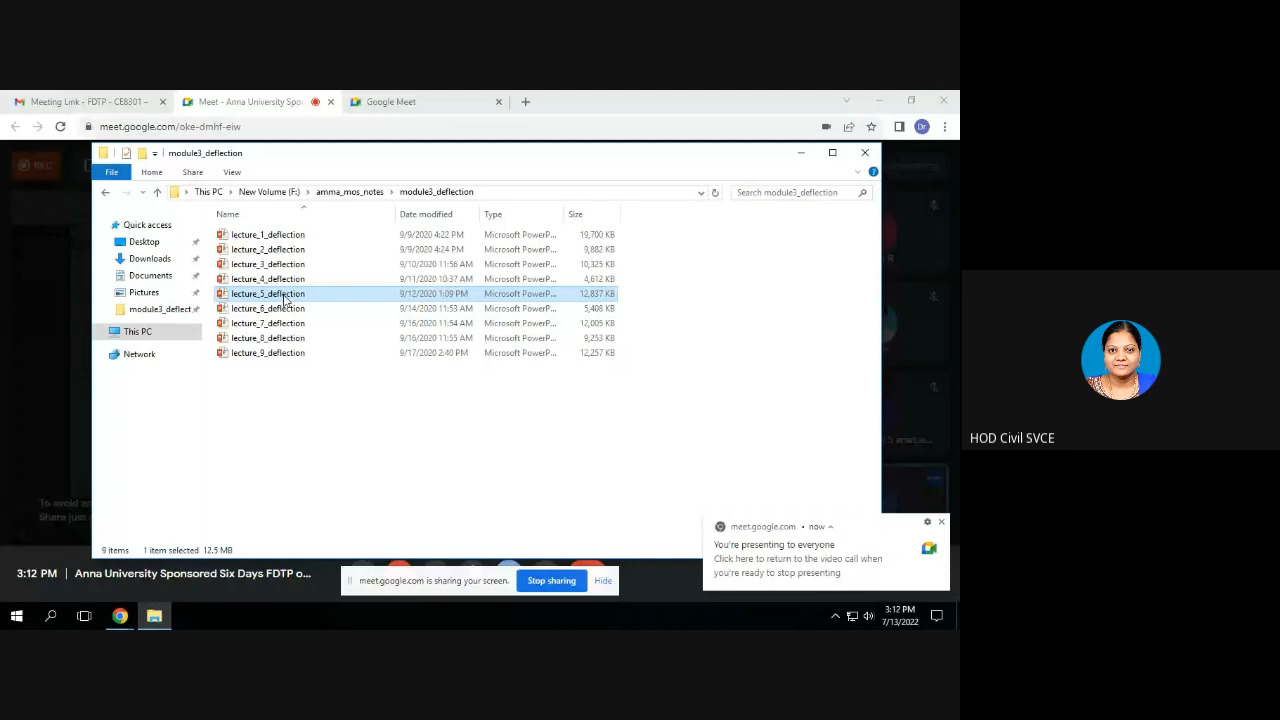 Meeting Link - FDTP - CE8301 -
Meet - Anna University Spo
Google Meet
meet.google.com/oke-dmhf-eiw
Dr
REC
module3_deflection
File Home Share View
This PC New Volume (F:) amma_mos_notes module3_deflection
Search module3_deflection
Name Date modified Type Size
Quick access
Desktop
Downloads
Documents
Pictures
module3_deflect
This PC
Network
lecture_1_deflection 9/9/2020 4:22 PM Microsoft PowerP... 19,700 KB
lecture_2_deflection 9/9/2020 4:24 PM Microsoft PowerP... 9,882 KB
lecture_3_deflection 9/10/2020 11:56 AM Microsoft PowerP... 10,325 KB
lecture_4_deflection 9/11/2020 10:37 AM Microsoft PowerP... 4,612 KB
lecture_5_deflection 9/12/2020 1:09 PM Microsoft PowerP... 12,837 KB
lecture_6_deflection 9/14/2020 11:53 AM Microsoft PowerP... 5,408 KB
lecture_7_deflection 9/16/2020 11:54 AM Microsoft PowerP... 12,005 KB
lecture_8_deflection 9/16/2020 11:55 AM Microsoft PowerP... 9,253 KB
lecture_9_deflection 9/17/2020 2:40 PM Microsoft PowerP... 12,257 KB
HOD Civil SVCE
To avoid an
Share just
meet.google.com • now
You're presenting to everyone
Click here to return to the video call when
you're ready to stop presenting
9 items 1 item selected 12.5 MB
3:12 PM | Anna University Sponsored Six Days FDTP o...
meet.google.com is sharing your screen. Stop sharing Hide
3:12 PM
7/13/2022